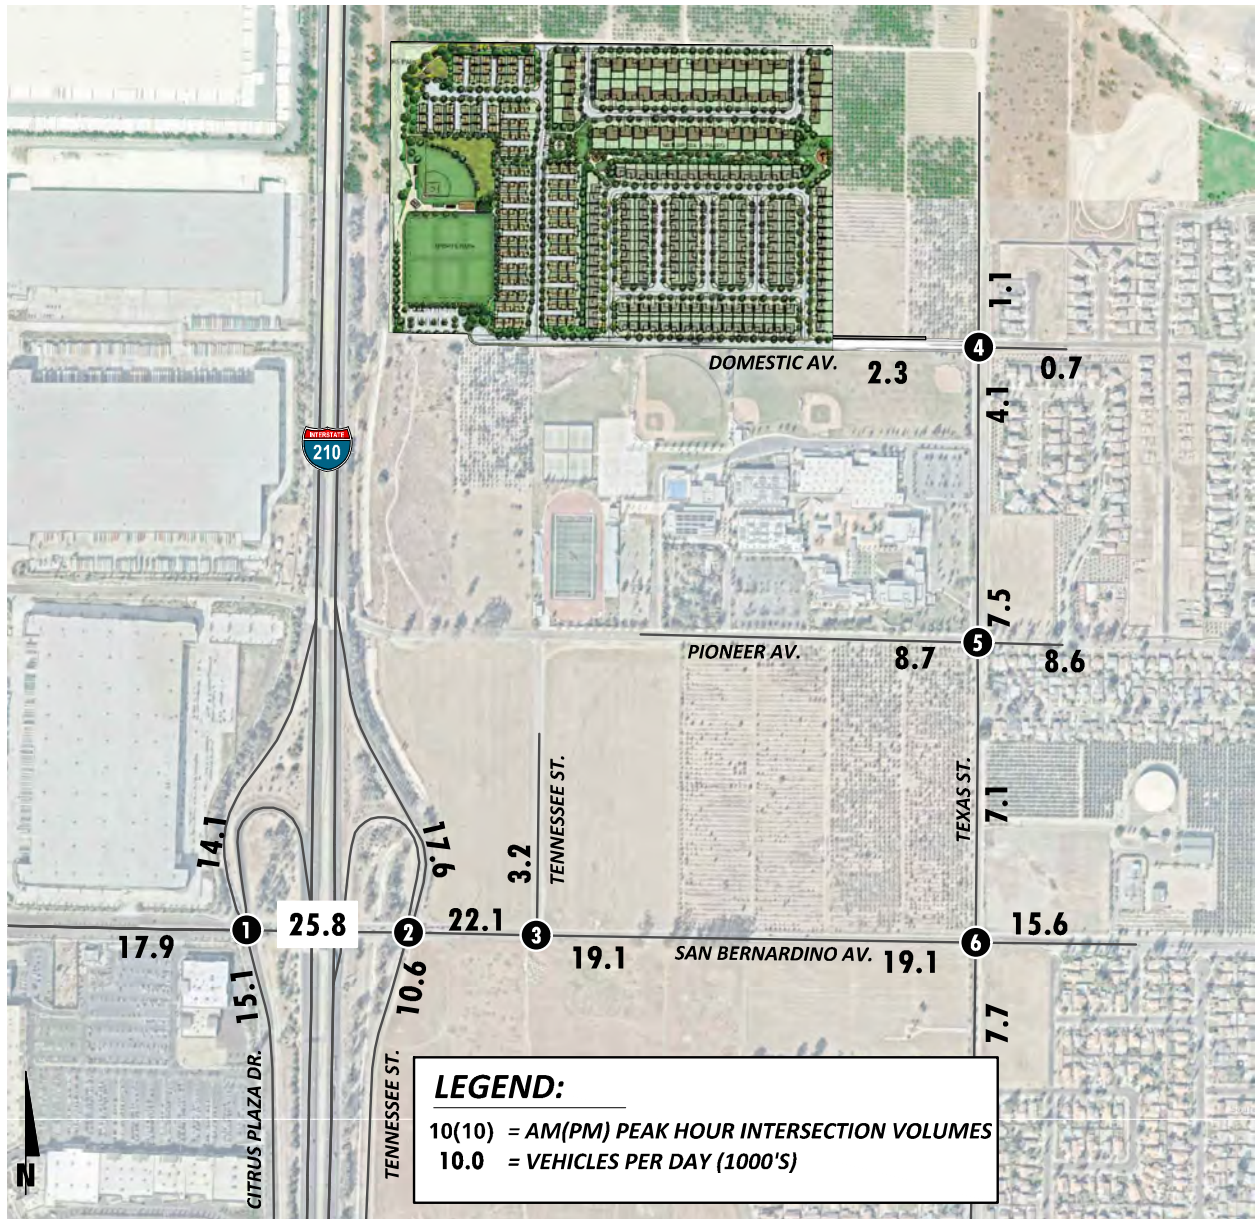 1.1
4
DOMESTIC AV.
2.3
0.7
4.1
INTERSTATE
210
7.5
5
PIONEER AV.
8.7
8.6
TENNESSEE ST.
3.2
TEXAS ST.
7.1
14.1
17.6
1
25.8
2
22.1
3
15.6
6
17.9
19.1
SAN BERNARDINO AV.
19.1
15.1
10.6
7.7
CITRUS PLAZA DR.
TENNESSEE ST.
LEGEND:
10(10) = AM(PM) PEAK HOUR INTERSECTION VOLUMES
10.0 = VEHICLES PER DAY (1000'S)
N